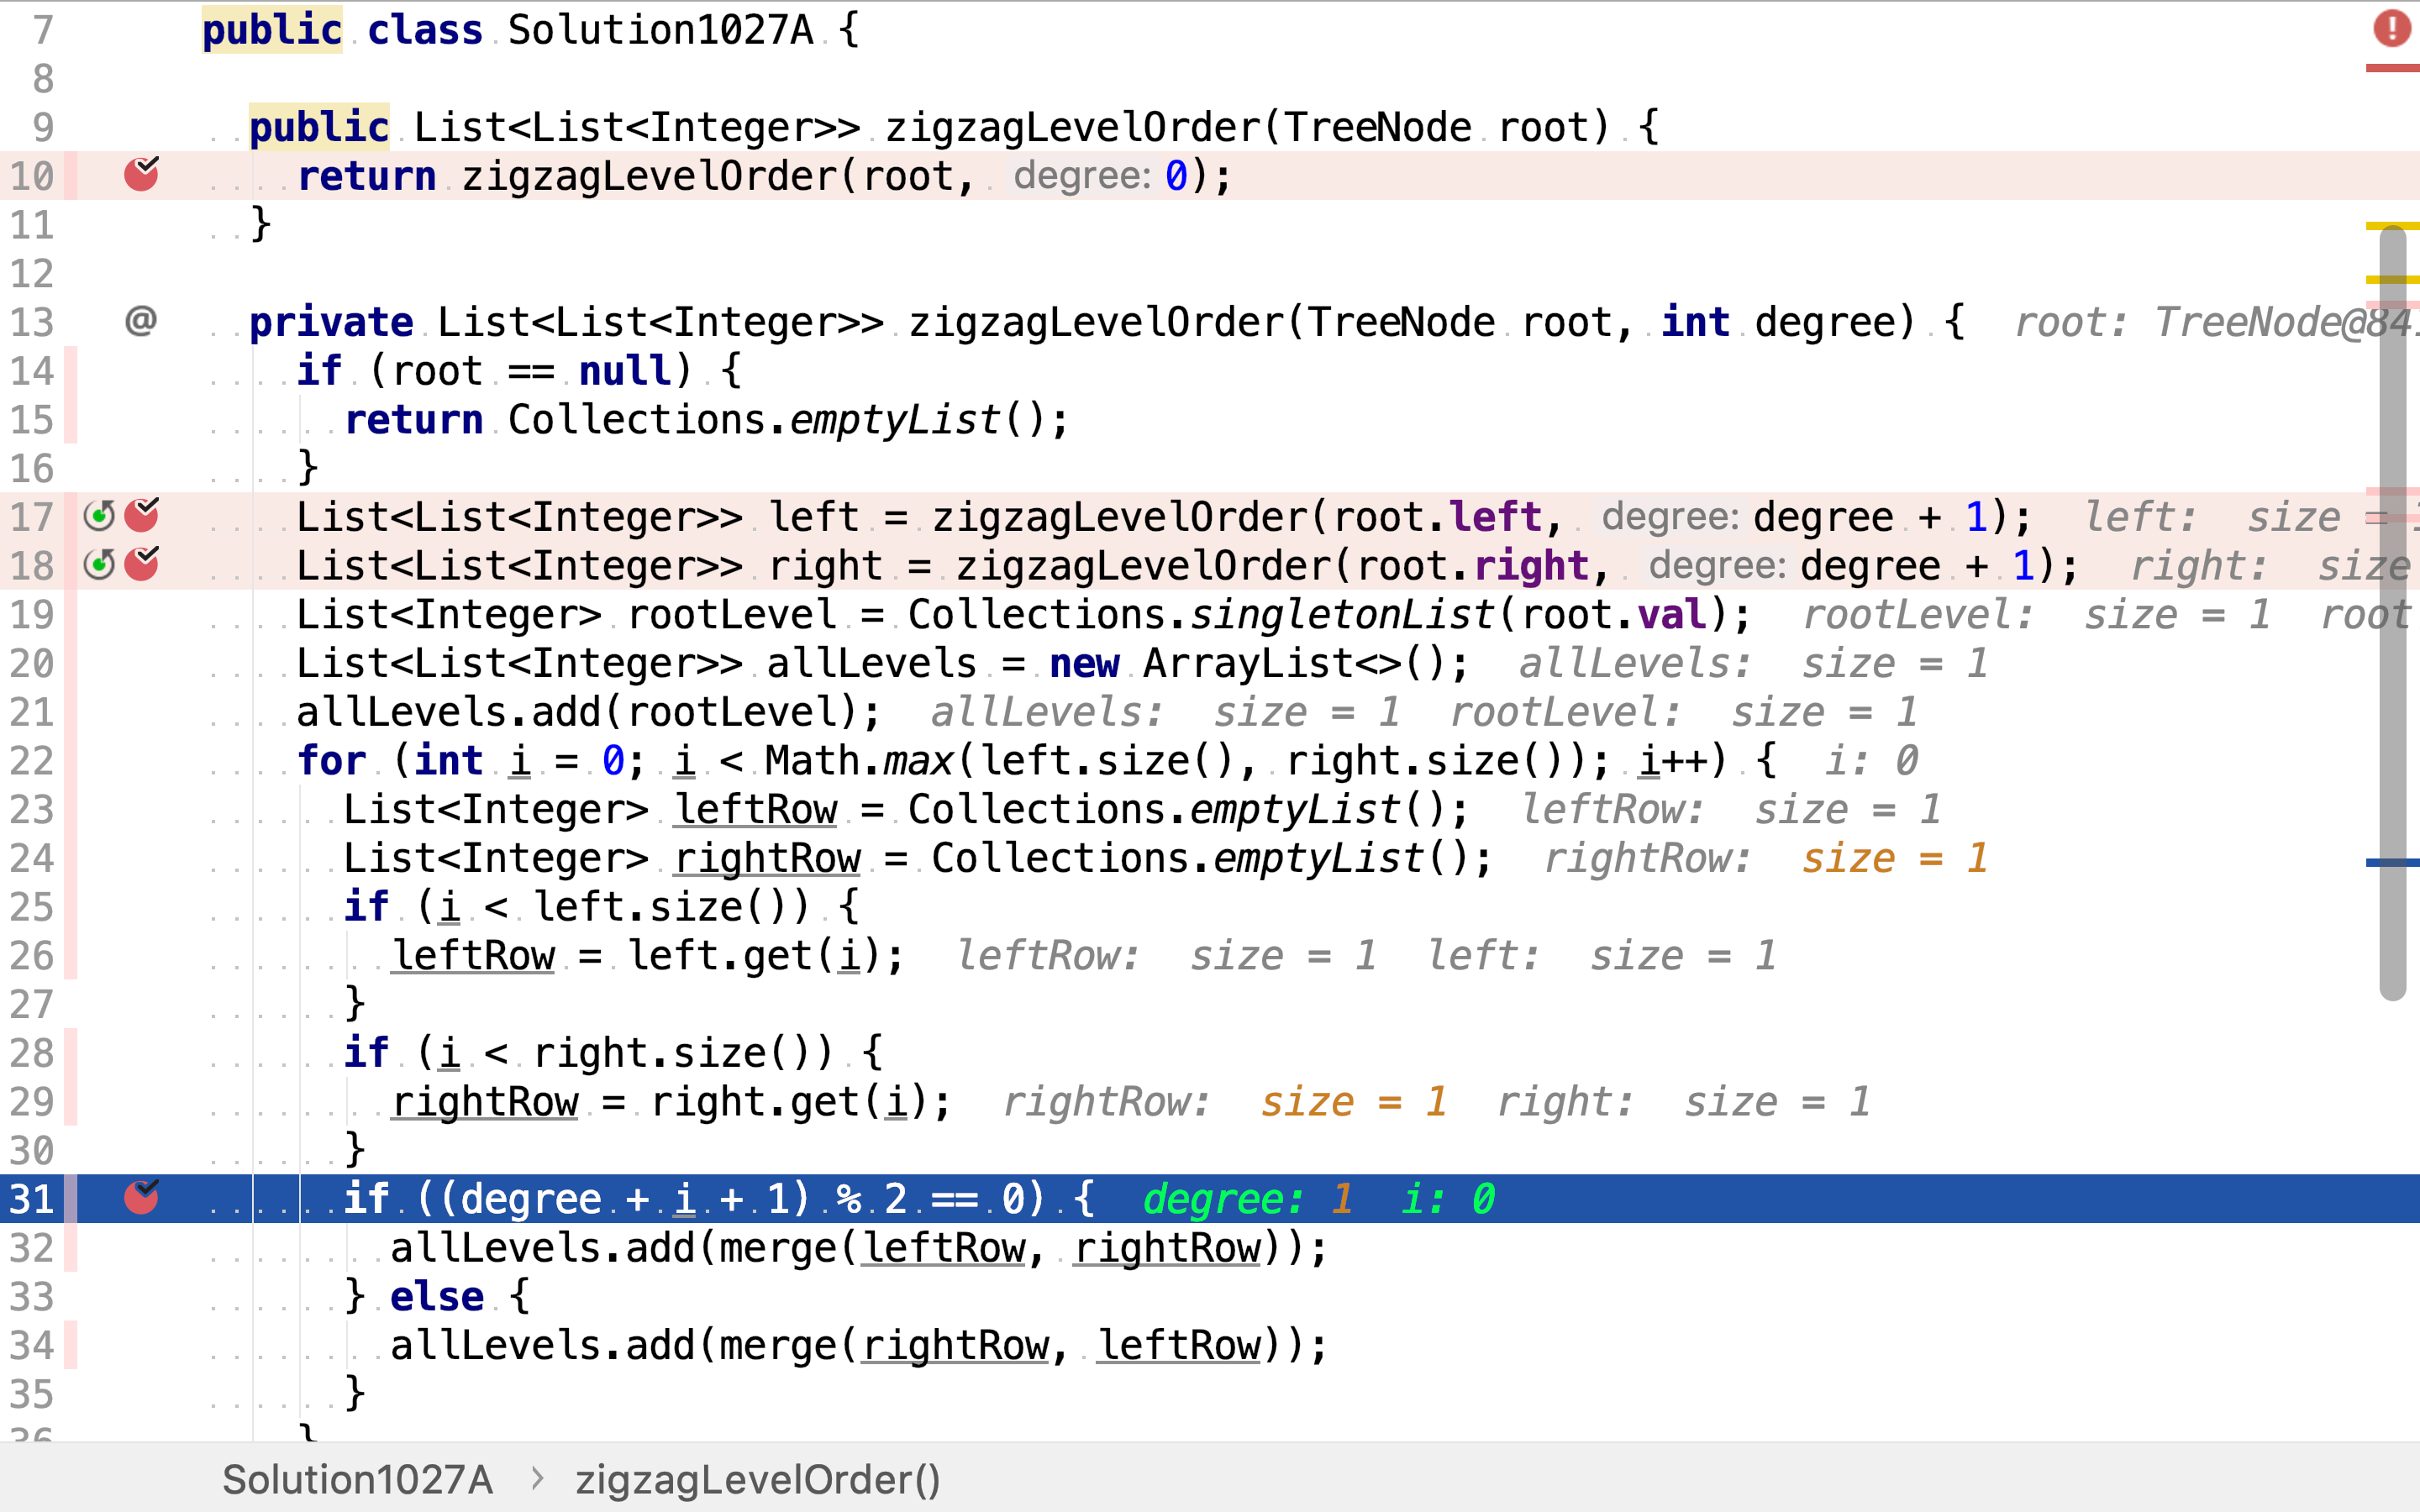 7 public class Solution1027A {
8
9 public List<List<Integer>> zigzagLevelOrder(TreeNode root) {
10 return zigzagLevelOrder(root, degree: 0);
11 }
12
13 @ private List<List<Integer>> zigzagLevelOrder(TreeNode root, int degree) { root: TreeNode@841
14 if (root == null) {
15 return Collections.emptyList();
16 }
17 List<List<Integer>> left = zigzagLevelOrder(root.left, degree: degree + 1); left: size = 1
18 List<List<Integer>> right = zigzagLevelOrder(root.right, degree: degree + 1); right: size
19 List<Integer> rootLevel = Collections.singletonList(root.val); rootLevel: size = 1 root
20 List<List<Integer>> allLevels = new ArrayList<>(); allLevels: size = 1
21 allLevels.add(rootLevel); allLevels: size = 1 rootLevel: size = 1
22 for (int i = 0; i < Math.max(left.size(), right.size()); i++) { i: 0
23 List<Integer> leftRow = Collections.emptyList(); leftRow: size = 1
24 List<Integer> rightRow = Collections.emptyList(); rightRow: size = 1
25 if (i < left.size()) {
26 leftRow = left.get(i); leftRow: size = 1 left: size = 1
27 }
28 if (i < right.size()) {
29 rightRow = right.get(i); rightRow: size = 1 right: size = 1
30 }
31 if ((degree + i + 1) % 2 == 0) { degree: 1 i: 0
32 allLevels.add(merge(leftRow, rightRow));
33 } else {
34 allLevels.add(merge(rightRow, leftRow));
35 }
36 }
Solution1027A > zigzagLevelOrder()